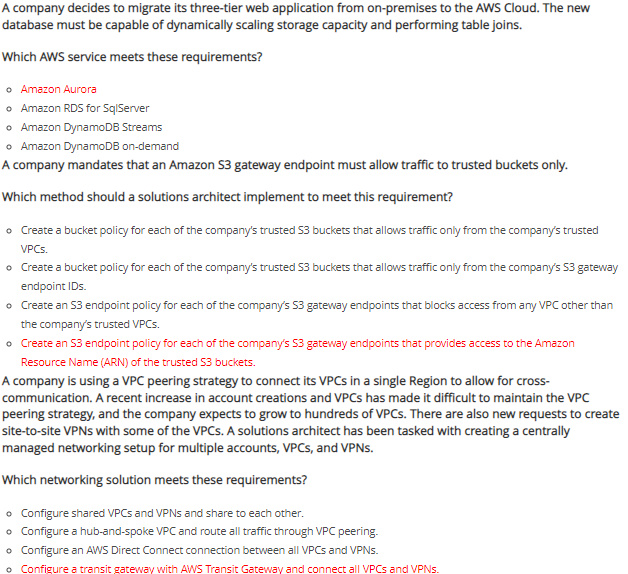 A company decides to migrate its three-tier web application from on-premises to the AWS Cloud. The new
database must be capable of dynamically scaling storage capacity and performing table joins.
Which AWS service meets these requirements?
Amazon Aurora
Amazon RDS for SqlServer
Amazon DynamoDB Streams
Amazon DynamoDB on-demand
A company mandates that an Amazon S3 gateway endpoint must allow traffic to trusted buckets only.
Which method should a solutions architect implement to meet this requirement?
Create a bucket policy for each of the company's trusted S3 buckets that allows traffic only from the company's trusted
VPCs.
Create a bucket policy for each of the company's trusted S3 buckets that allows traffic only from the company's S3 gateway
endpoint IDs.
Create an S3 endpoint policy for each of the company's S3 gateway endpoints that blocks access from any VPC other than
the company's trusted VPCs.
Create an S3 endpoint policy for each of the company's S3 gateway endpoints that provides access to the Amazon
Resource Name (ARN) of the trusted S3 buckets.
A company is using a VPC peering strategy to connect its VPCs in a single Region to allow for cross-
communication. A recent increase in account creations and VPCs has made it difficult to maintain the VPC
peering strategy, and the company expects to grow to hundreds of VPCs. There are also new requests to create
site-to-site VPNs with some of the VPCs. A solutions architect has been tasked with creating a centrally
managed networking setup for multiple accounts, VPCs, and VPNs.
Which networking solution meets these requirements?
Configure shared VPCs and VPNs and share to each other.
Configure a hub-and-spoke VPC and route all traffic through VPC peering.
Configure an AWS Direct Connect connection between all VPCs and VPNs.
Configure a transit gateway with AWS Transit Gateway and connect all VPCs and VPNs.